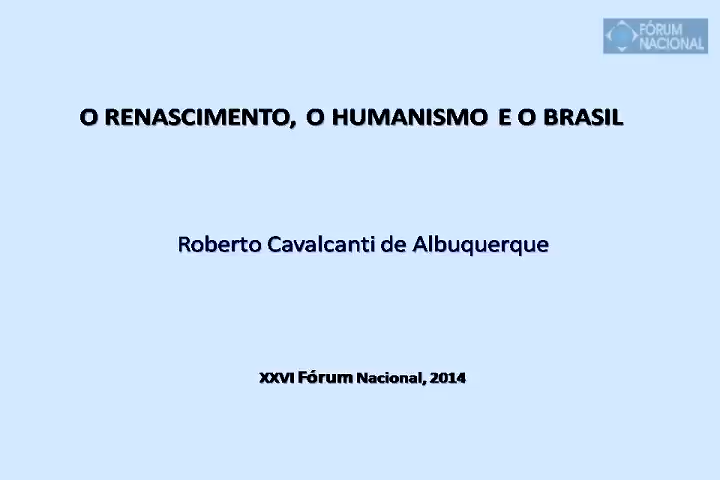 FÓRUM
NACIONAL
O RENASCIMENTO, O HUMANISMO E O BRASIL
Roberto Cavalcanti de Albuquerque
XXVI Fórum Nacional, 2014